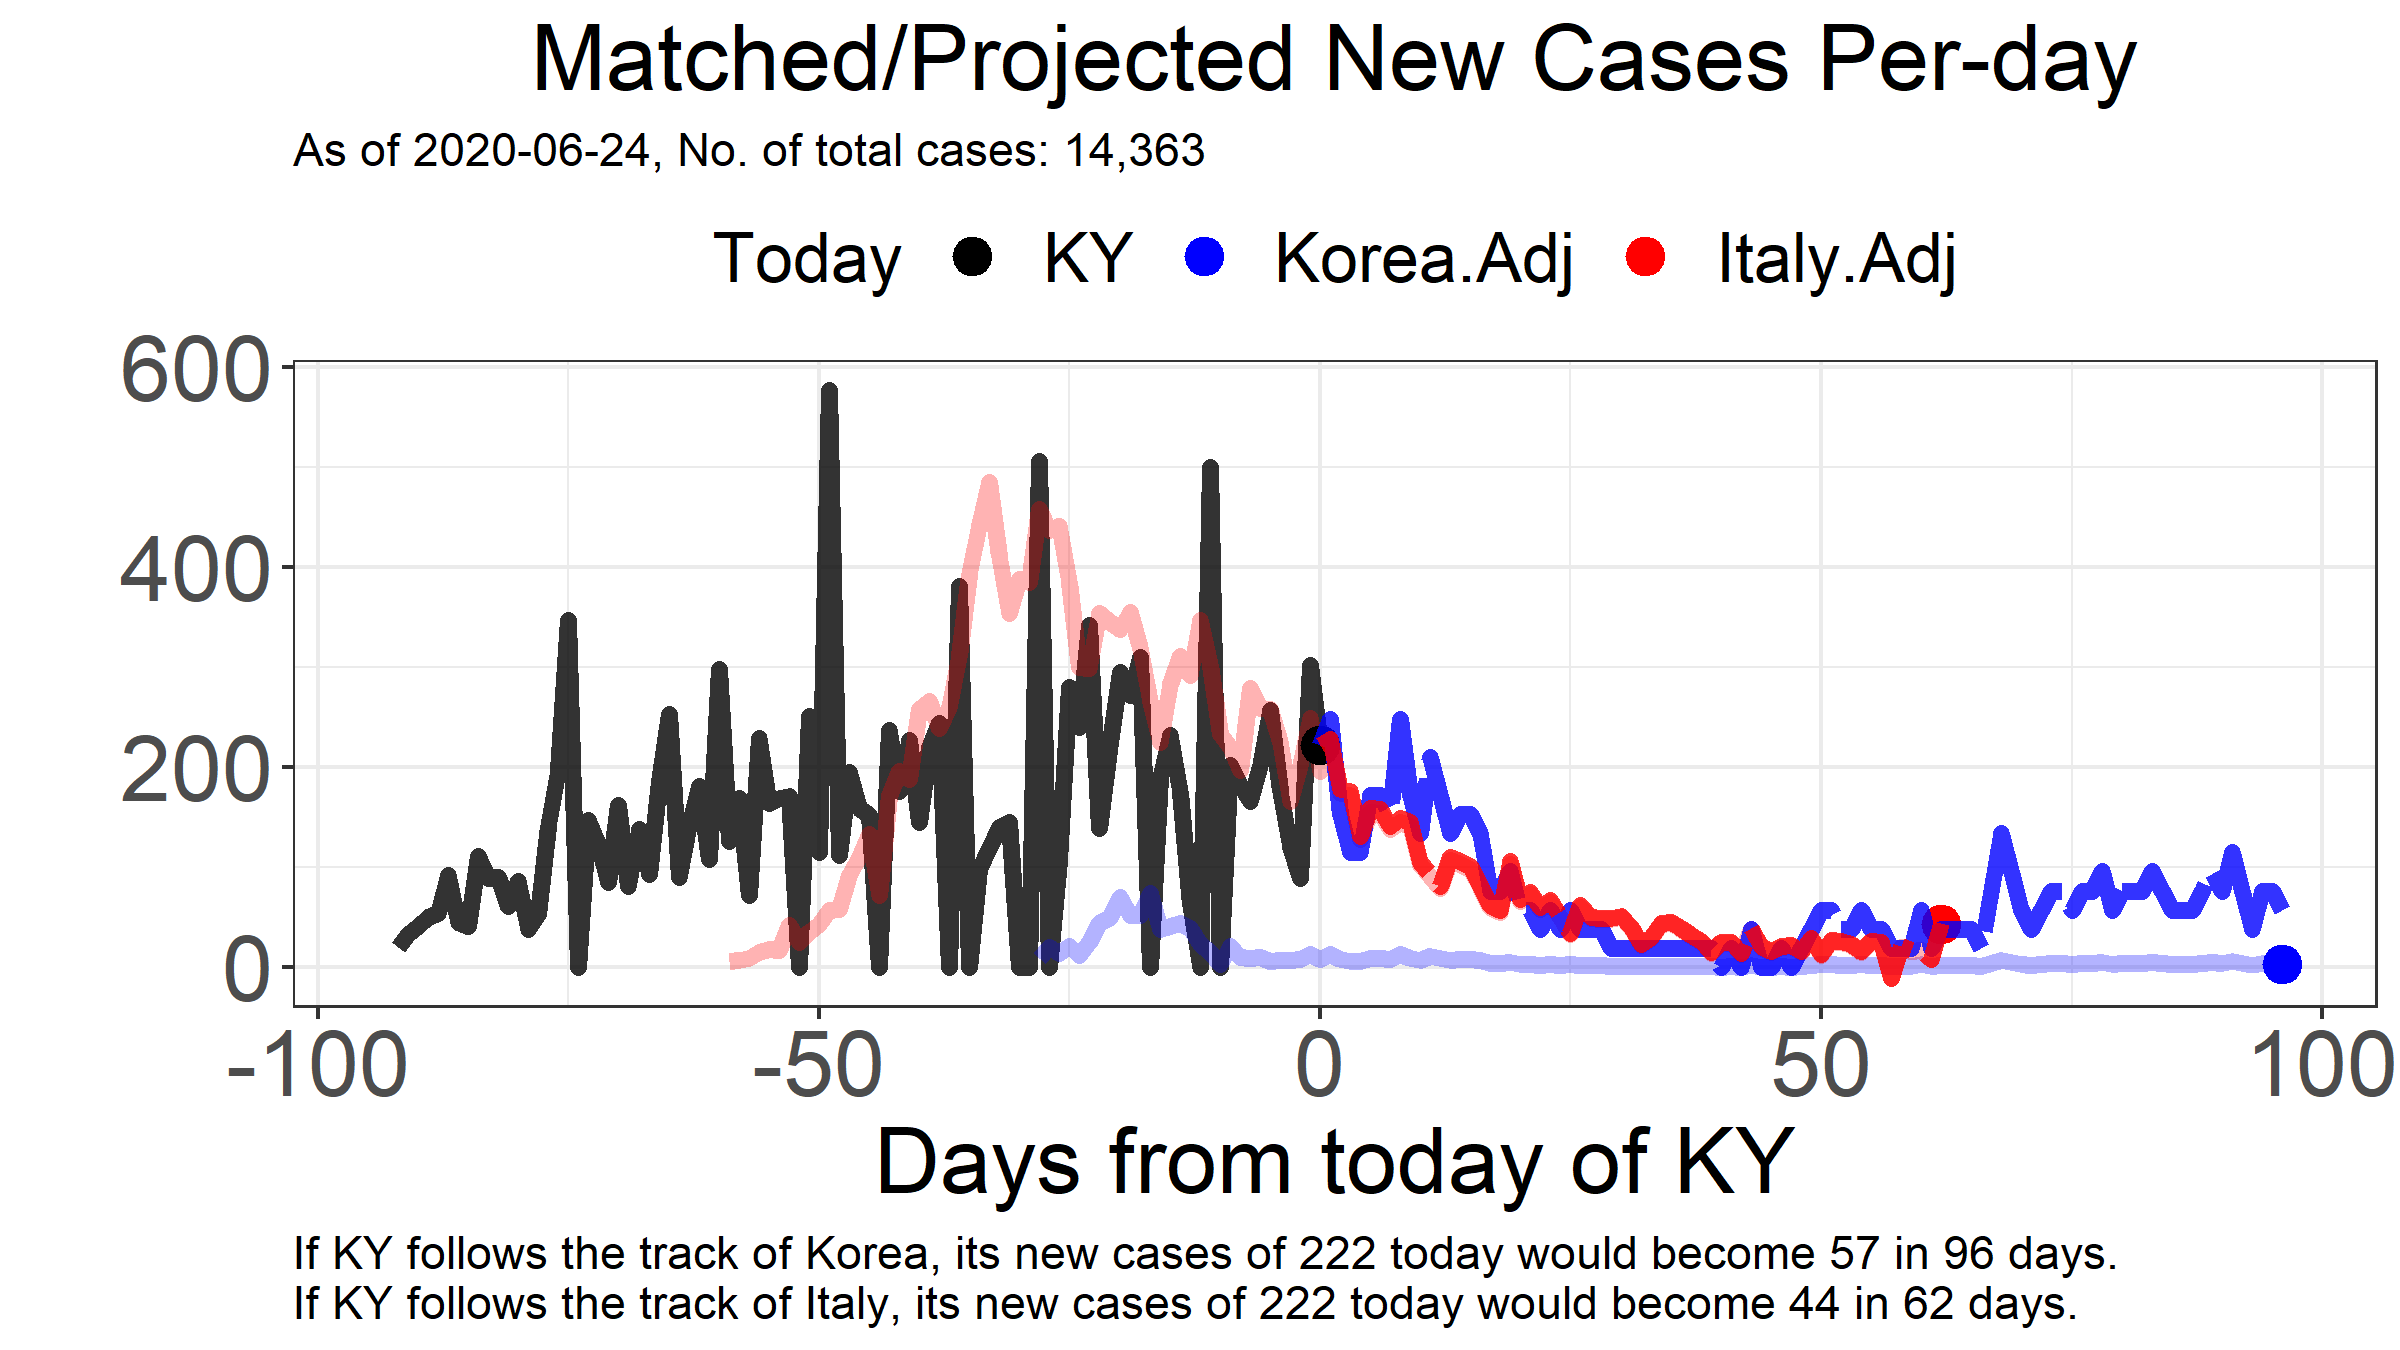 Matched/Projected New Cases Per-day
As of 2020-06-24, No. of total cases: 14,363
Today KY Korea.Adj Italy.Adj
600
400
200
0
-100 -50 0 50 100
Days from today of KY
If KY follows the track of Korea, its new cases of 222 today would become 57 in 96 days.
If KY follows the track of Italy, its new cases of 222 today would become 44 in 62 days.